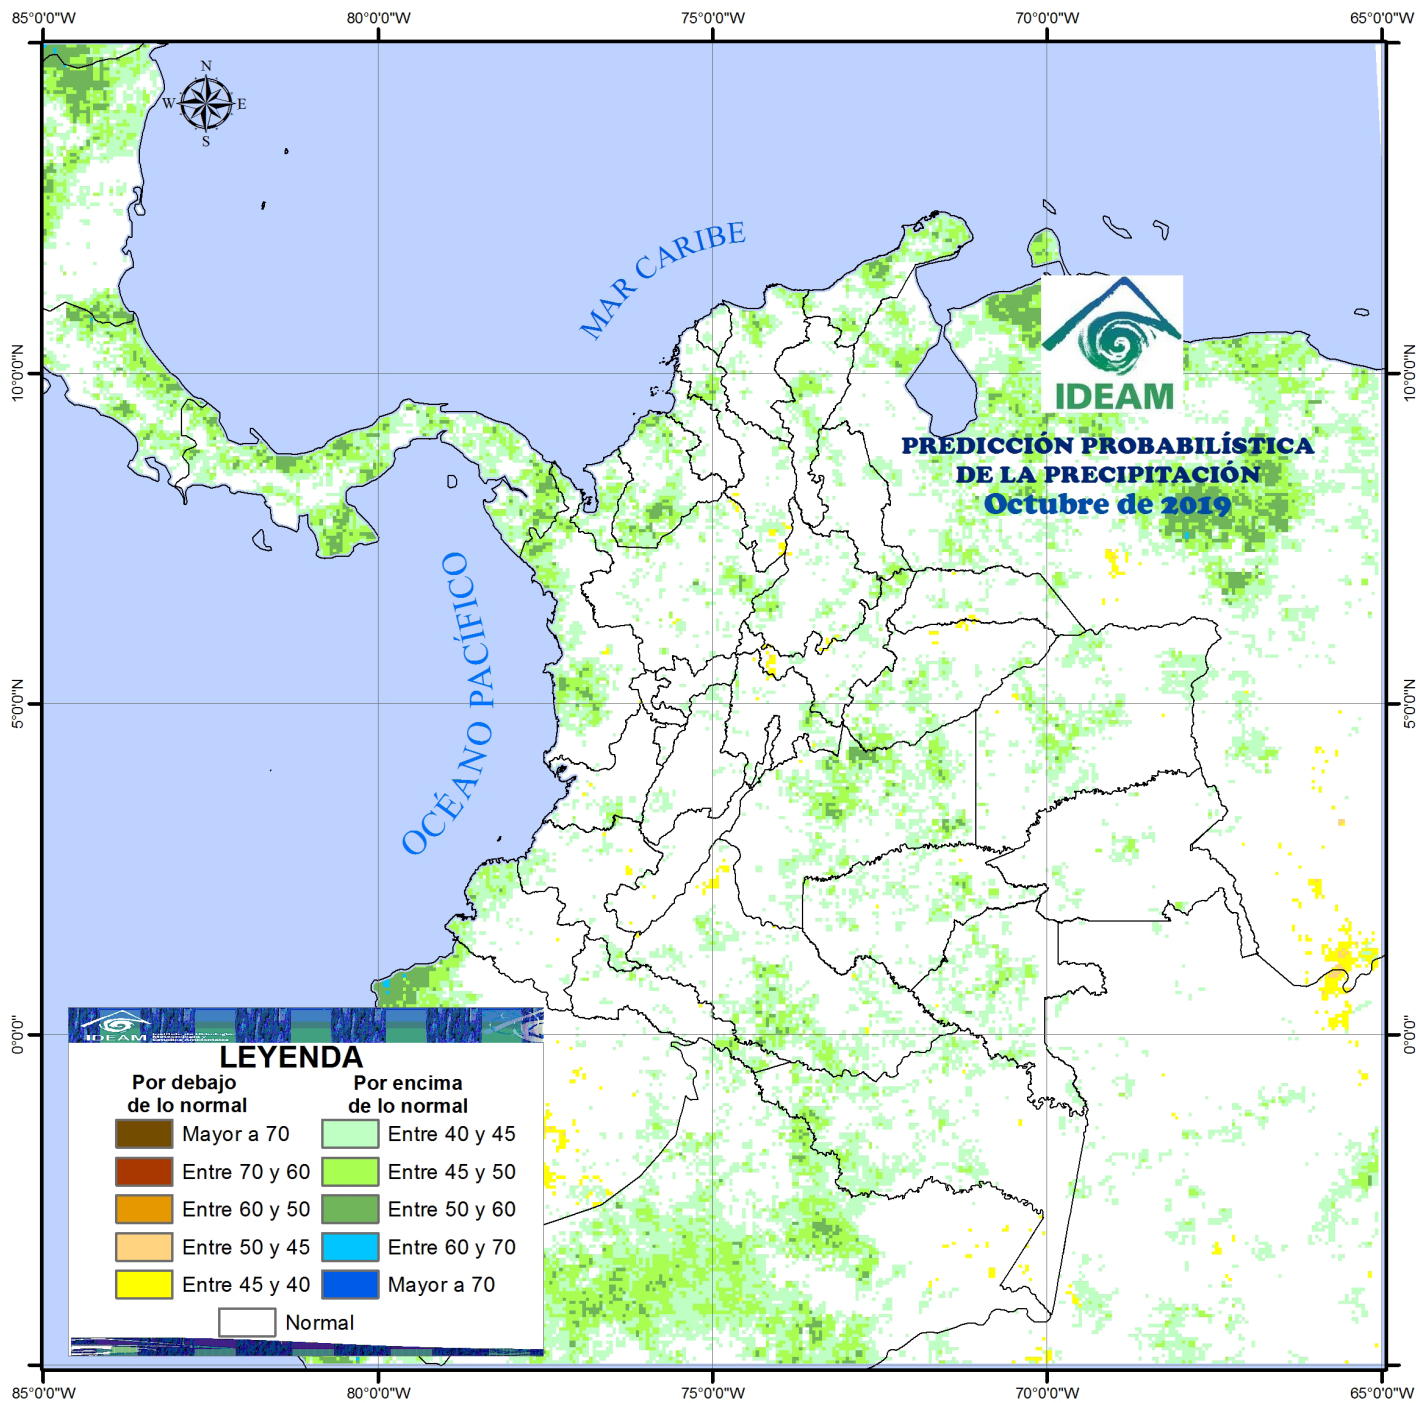 85°0'0"W
80°0'0"W
75°0'0"W
70°0'0"W
65°0'0"W
N
W
E
S
MAR CARIBE
10°0'0"N
10°0'0"N
IDEAM
PREDICCIÓN PROBABILÍSTICA
DE LA PRECIPITACIÓN
Octubre de 2019
OCÉANO PACÍFICO
5°0'0"N
5°0'0"N
0°0'0"
0°0'0"
IDEAM
LEYENDA
Por debajo
de lo normal
Mayor a 70
Entre 70 y 60
Entre 60 y 50
Entre 50 y 45
Entre 45 y 40
Por encima
de lo normal
Entre 40 y 45
Entre 45 y 50
Entre 50 y 60
Entre 60 y 70
Mayor a 70
Normal
85°0'0"W
80°0'0"W
75°0'0"W
70°0'0"W
65°0'0"W